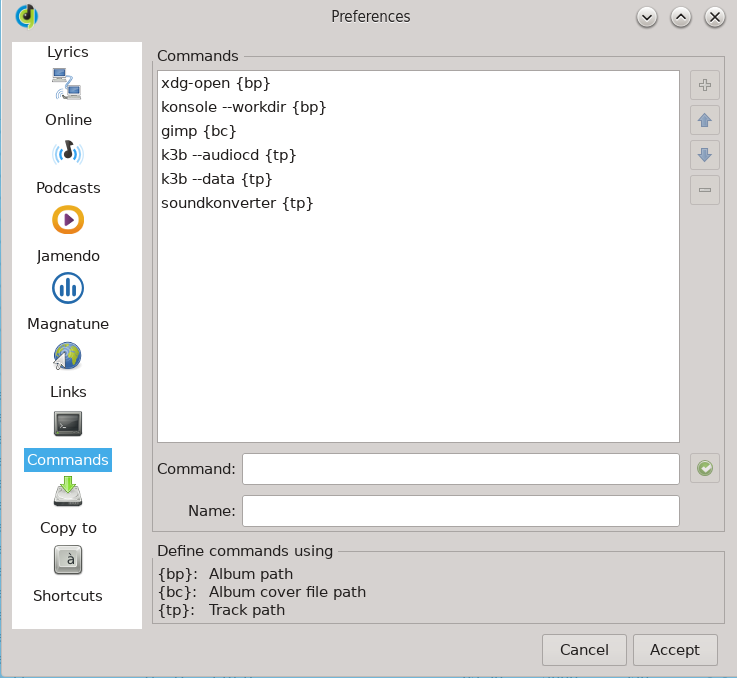 Preferences
Lyrics
Online
Podcasts
Jamendo
Magnatune
Links
Commands
Copy to
à
Shortcuts
Commands
xdg-open {bp}
konsole --workdir {bp}
gimp {bc}
k3b --audiocd {tp}
k3b --data {tp}
soundkonverter {tp}
Command:
Name:
Define commands using
{bp}: Album path
{bc}: Album cover file path
{tp}: Track path
Cancel Accept